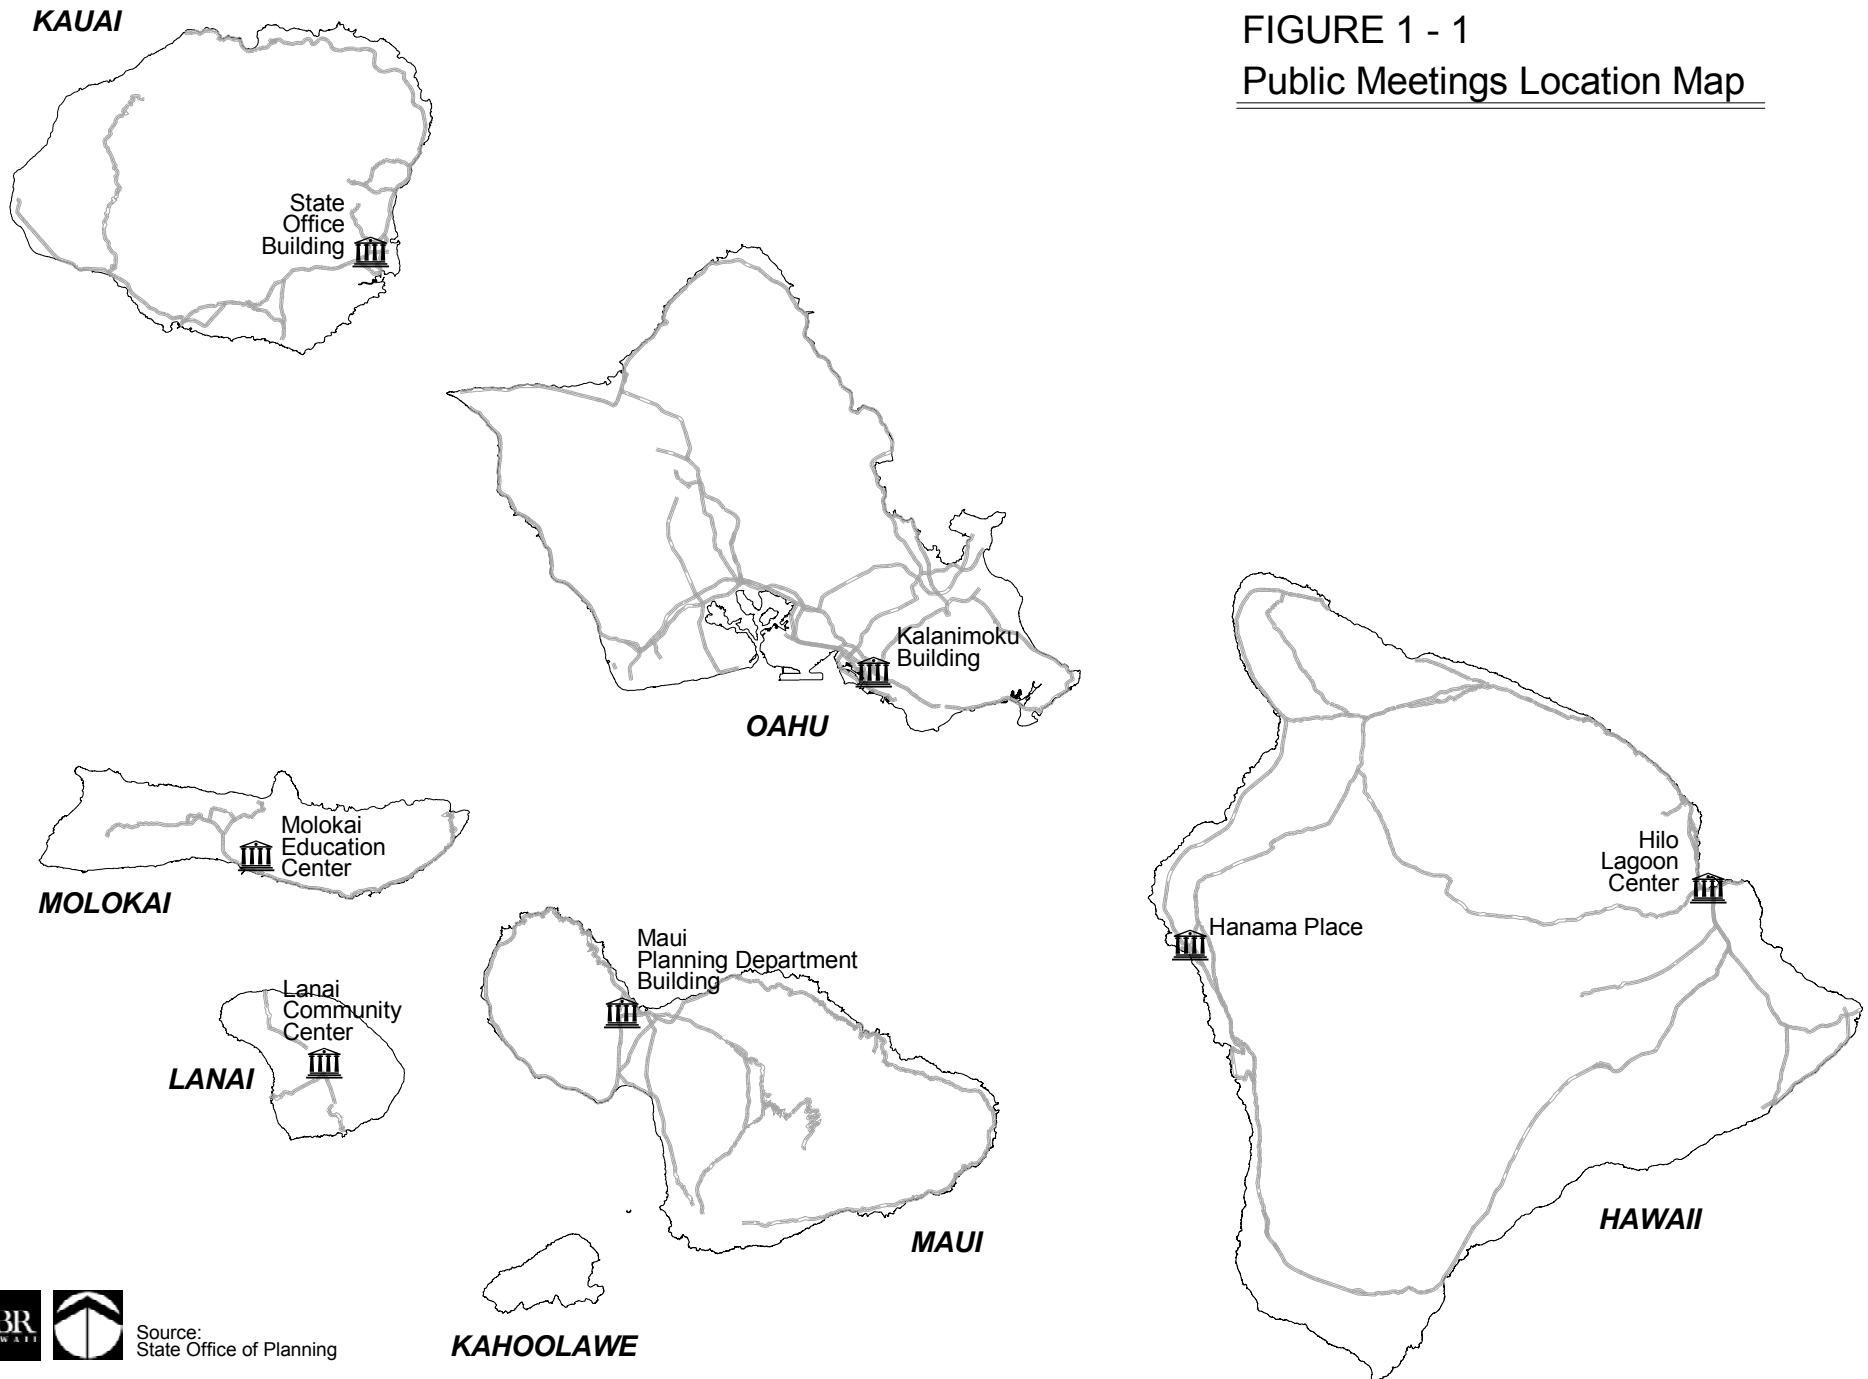 KAUAI
FIGURE 1 - 1
Public Meetings Location Map
State
Office
Building
Kalanimoku
Building
OAHU
Molokai
Education
Center
MOLOKAI
Hilo
Lagoon
Center
Hanama Place
Maui
Planning Department
Building
Lanai
Community
Center
LANAI
HAWAII
MAUI
KAHOOLAWE
BR
WAII
Source:
State Office of Planning